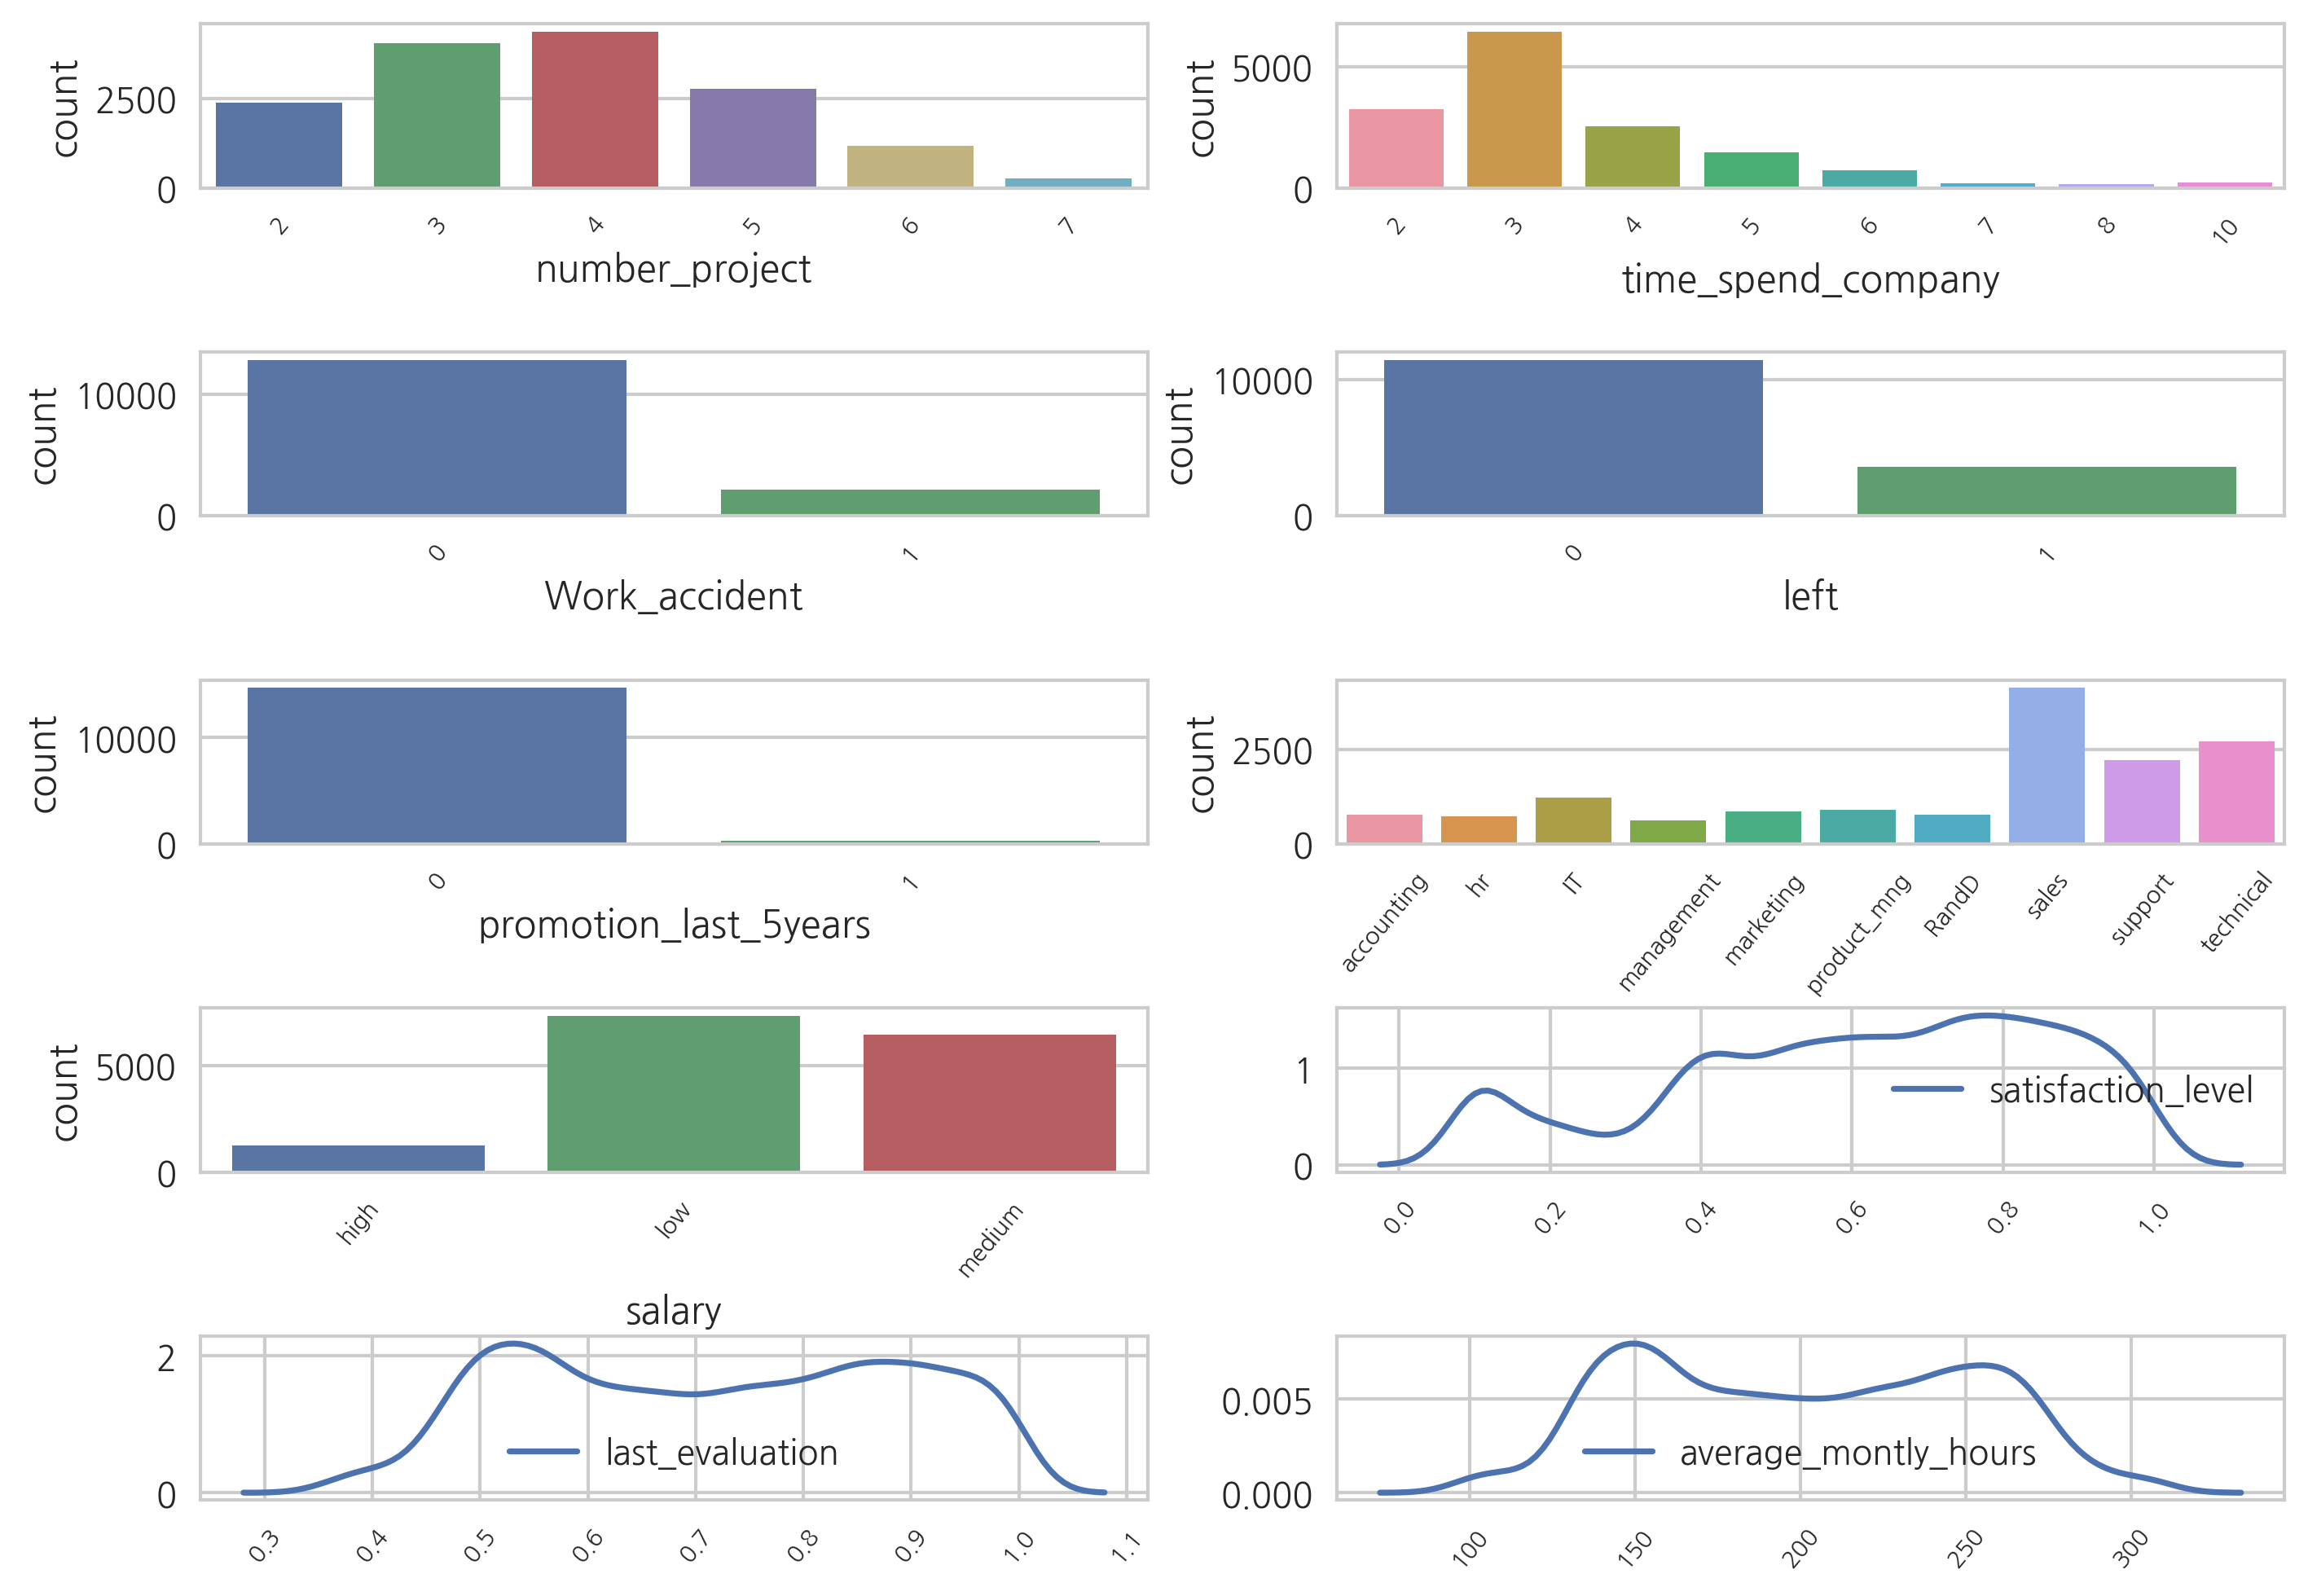 count
2500
0
2 3 4 5 6 7
number_project
count
5000
0
2 3 4 5 6 7 8 10
time_spend_company
count
10000
0
0 1
Work_accident
count
10000
0
0 1
left
count
10000
0
0 1
promotion_last_5years
count
2500
0
accounting hr IT management marketing product_mng RandD sales support technical
count
5000
0
high low medium
salary
1
0
satisfaction_level
0.0 0.2 0.4 0.6 0.8 1.0
2
0
last_evaluation
0.3 0.4 0.5 0.6 0.7 0.8 0.9 1.0 1.1
0.005
0.000
average_montly_hours
100 150 200 250 300